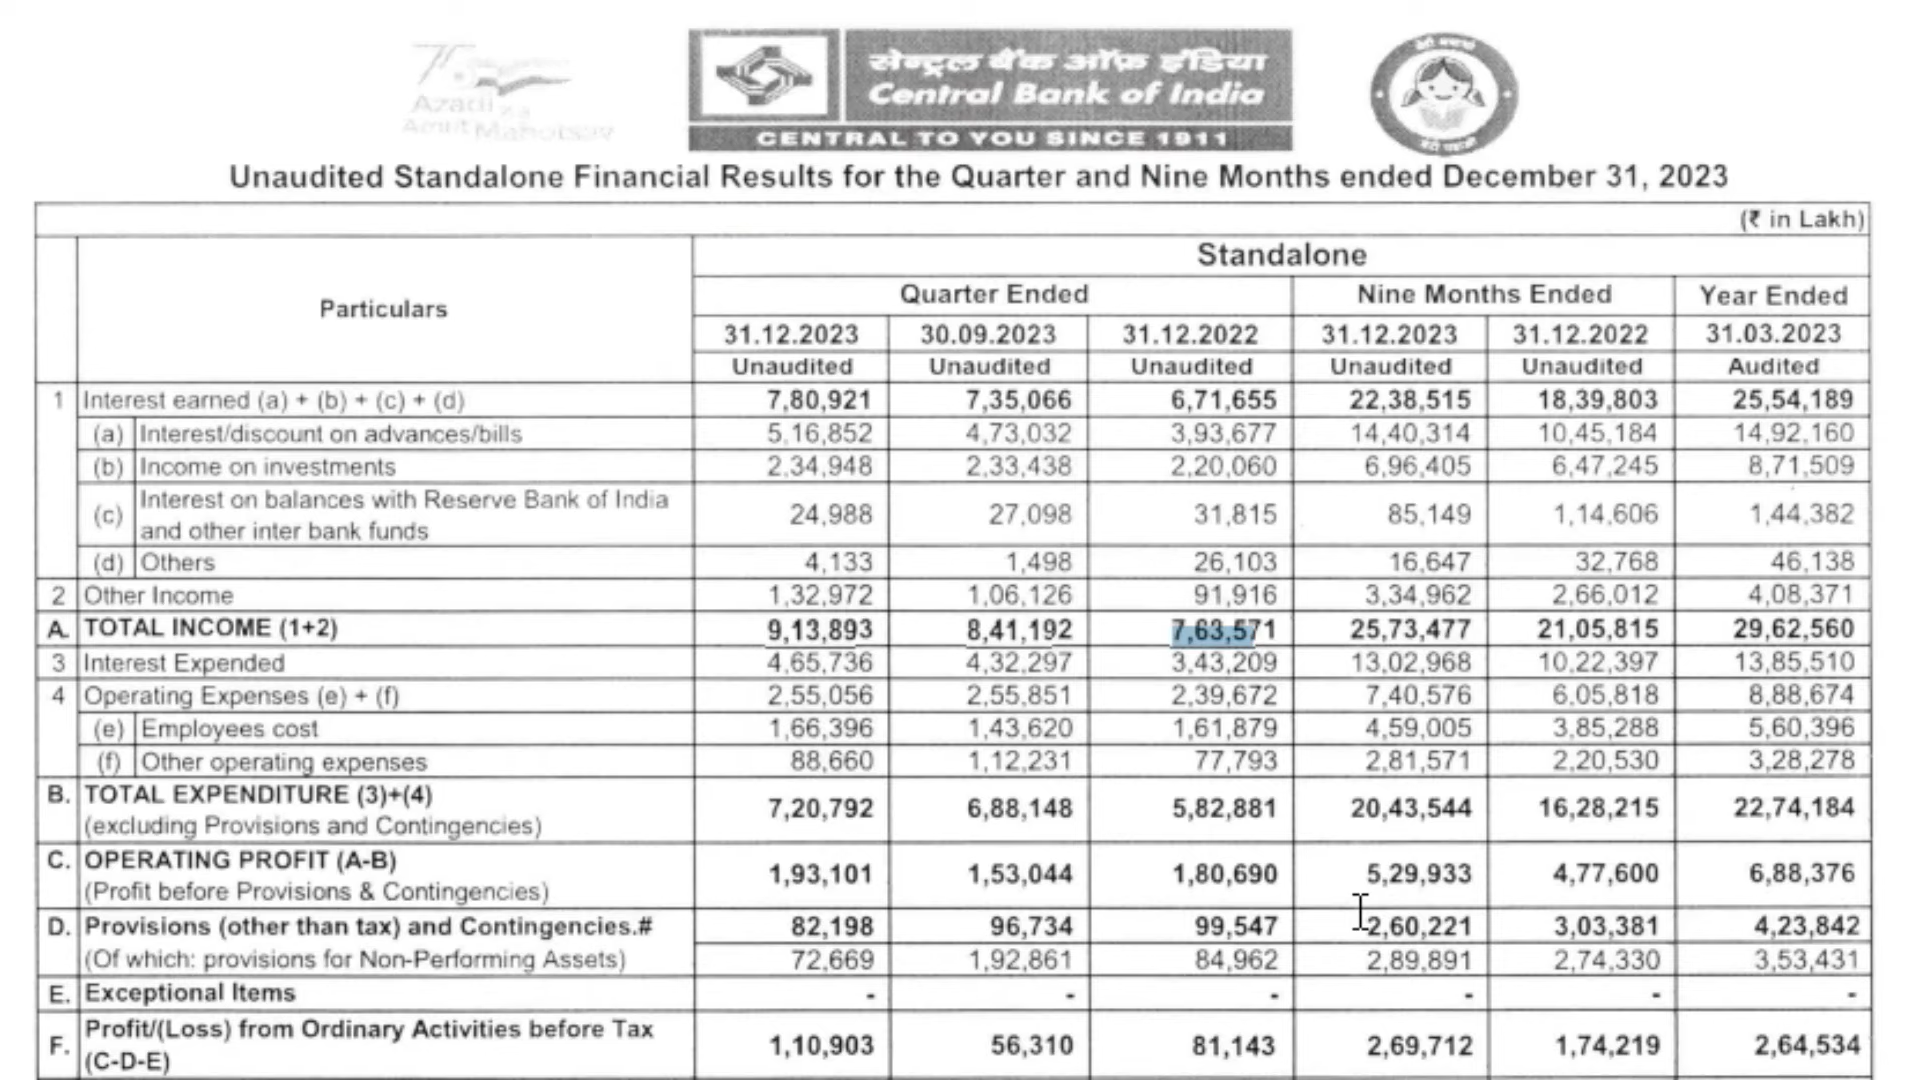 75
Azadi Ka
Amrit Mahotsav
सेन्ट्रल बैंक ऑफ इंडिया
Central Bank of India
CENTRAL TO YOU SINCE 1911
Unaudited Standalone Financial Results for the Quarter and Nine Months ended December 31, 2023
(₹ in Lakh)
Particulars Standalone
Quarter Ended Nine Months Ended Year Ended
31.12.2023 30.09.2023 31.12.2022 31.12.2023 31.12.2022 31.03.2023
Unaudited Unaudited Unaudited Unaudited Unaudited Audited
1 Interest earned (a) + (b) + (c) + (d) 7,80,921 7,35,066 6,71,655 22,38,515 18,39,803 25,54,189
(a) Interest/discount on advances/bills 5,16,852 4,73,032 3,93,677 14,40,314 10,45,184 14,92,160
(b) Income on investments 2,34,948 2,33,438 2,20,060 6,96,405 6,47,245 8,71,509
(c) Interest on balances with Reserve Bank of India
and other inter bank funds 24,988 27,098 31,815 85,149 1,14,606 1,44,382
(d) Others 4,133 1,498 26,103 16,647 32,768 46,138
2 Other Income 1,32,972 1,06,126 91,916 3,34,962 2,66,012 4,08,371
A. TOTAL INCOME (1+2) 9,13,893 8,41,192 7,63,571 25,73,477 21,05,815 29,62,560
3 Interest Expended 4,65,736 4,32,297 3,43,209 13,02,968 10,22,397 13,85,510
4 Operating Expenses (e) + (f) 2,55,056 2,55,851 2,39,672 7,40,576 6,05,818 8,88,674
(e) Employees cost 1,66,396 1,43,620 1,61,879 4,59,005 3,85,288 5,60,396
(f) Other operating expenses 88,660 1,12,231 77,793 2,81,571 2,20,530 3,28,278
B. TOTAL EXPENDITURE (3)+(4)
(excluding Provisions and Contingencies) 7,20,792 6,88,148 5,82,881 20,43,544 16,28,215 22,74,184
C. OPERATING PROFIT (A-B)
(Profit before Provisions & Contingencies) 1,93,101 1,53,044 1,80,690 5,29,933 4,77,600 6,88,376
D. Provisions (other than tax) and Contingencies.# 82,198 96,734 99,547 2,60,221 3,03,381 4,23,842
(Of which: provisions for Non-Performing Assets) 72,669 1,92,861 84,962 2,89,891 2,74,330 3,53,431
E. Exceptional Items - - - - - -
F. Profit/(Loss) from Ordinary Activities before Tax
(C-D-E) 1,10,903 56,310 81,143 2,69,712 1,74,219 2,64,534